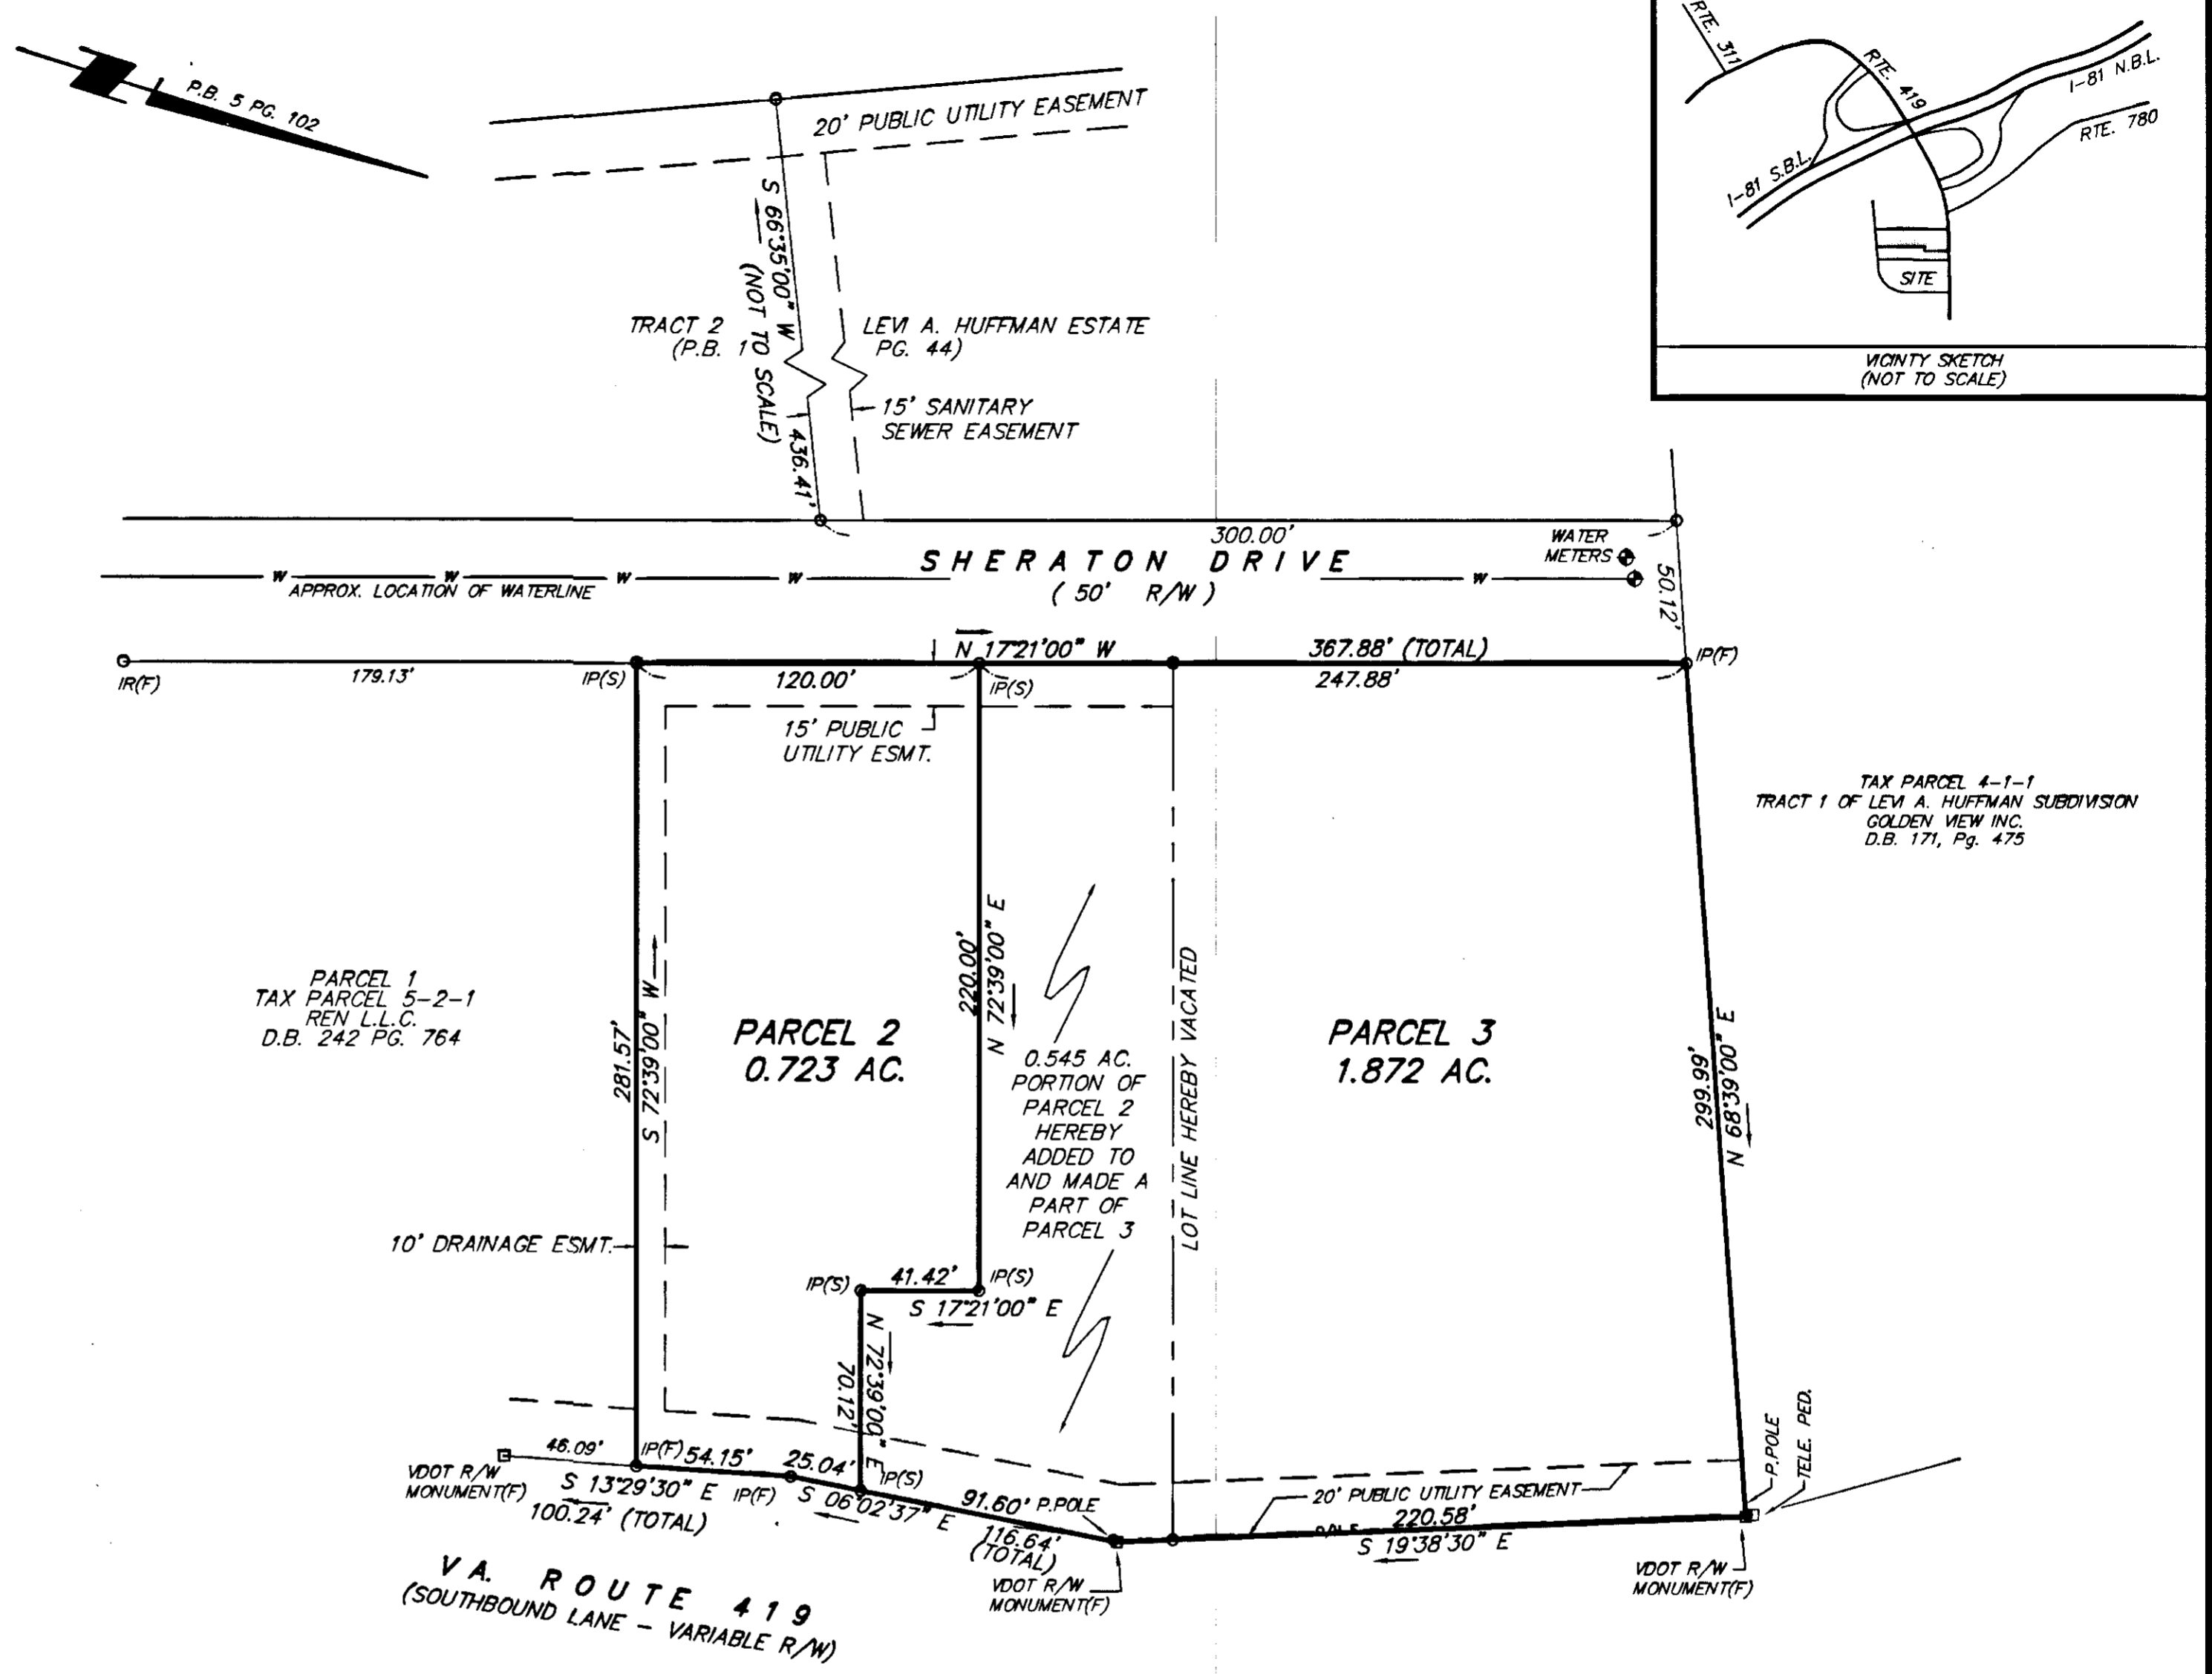 P.B. 5 PG. 102
20' PUBLIC UTILITY EASEMENT
S 66°35'00" W
(NOT TO SCALE)
436.41'
TRACT 2
(P.B. 1
LEVI A. HUFFMAN ESTATE
PG. 44)
15' SANITARY
SEWER EASEMENT
RTE. 311
RTE. 419
I-81 N.B.L.
RTE. 780
I-81 S.B.L.
SITE
VICINTY SKETCH
(NOT TO SCALE)
300.00'
WATER
METERS
SHERATON DRIVE
( 50' R/W )
W W W W W
APPROX. LOCATION OF WATERLINE
50.12'
N 17°21'00" W
367.88' (TOTAL)
IP(F)
IR(F)
179.13'
IP(S)
120.00'
IP(S)
247.88'
15' PUBLIC
UTILITY ESMT.
TAX PARCEL 4-1-1
TRACT 1 OF LEVI A. HUFFMAN SUBDIVISION
GOLDEN VIEW INC.
D.B. 171, Pg. 475
PARCEL 1
TAX PARCEL 5-2-1
REN L.L.C.
D.B. 242 PG. 764
281.57'
S 72°39'00" W
PARCEL 2
0.723 AC.
220.00'
N 72°39'00" E
0.545 AC.
PORTION OF
PARCEL 2
HEREBY
ADDED TO
AND MADE A
PART OF
PARCEL 3
LOT LINE HEREBY VACATED
PARCEL 3
1.872 AC.
299.99'
N 68°39'00" E
10' DRAINAGE ESMT.
IP(S)
41.42'
IP(S)
S 17°21'00" E
N 72°39'00" E
70.12'
46.09'
VDOT R/W
MONUMENT(F)
IP(F)
54.15'
S 13°29'30" E
100.24' (TOTAL)
IP(F)
25.04'
IP(S)
S 06°02'37" E
91.60'
116.64'
(TOTAL)
P.POLE
VDOT R/W
MONUMENT(F)
20' PUBLIC UTILITY EASEMENT
220.58'
S 19°38'30" E
P.POLE
TELE. PED.
VDOT R/W
MONUMENT(F)
VA. ROUTE 419
(SOUTHBOUND LANE - VARIABLE R/W)